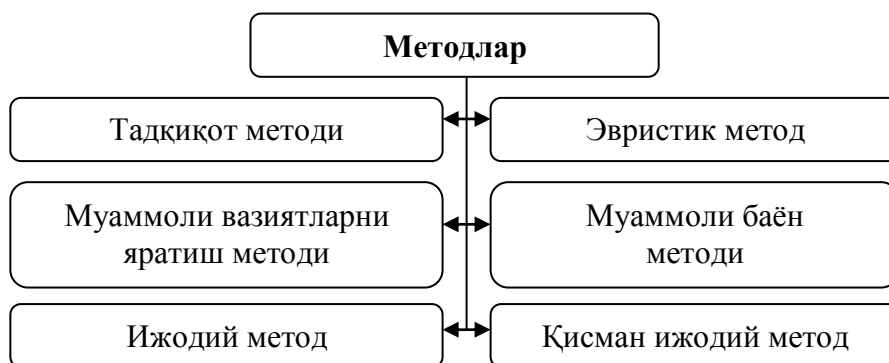 Методлар
Тадқиқот методи
Эвристик метод
Муаммоли вазиятларни
яратиш методи
Муаммоли баён
методи
Ижодий метод
Қисман ижодий метод